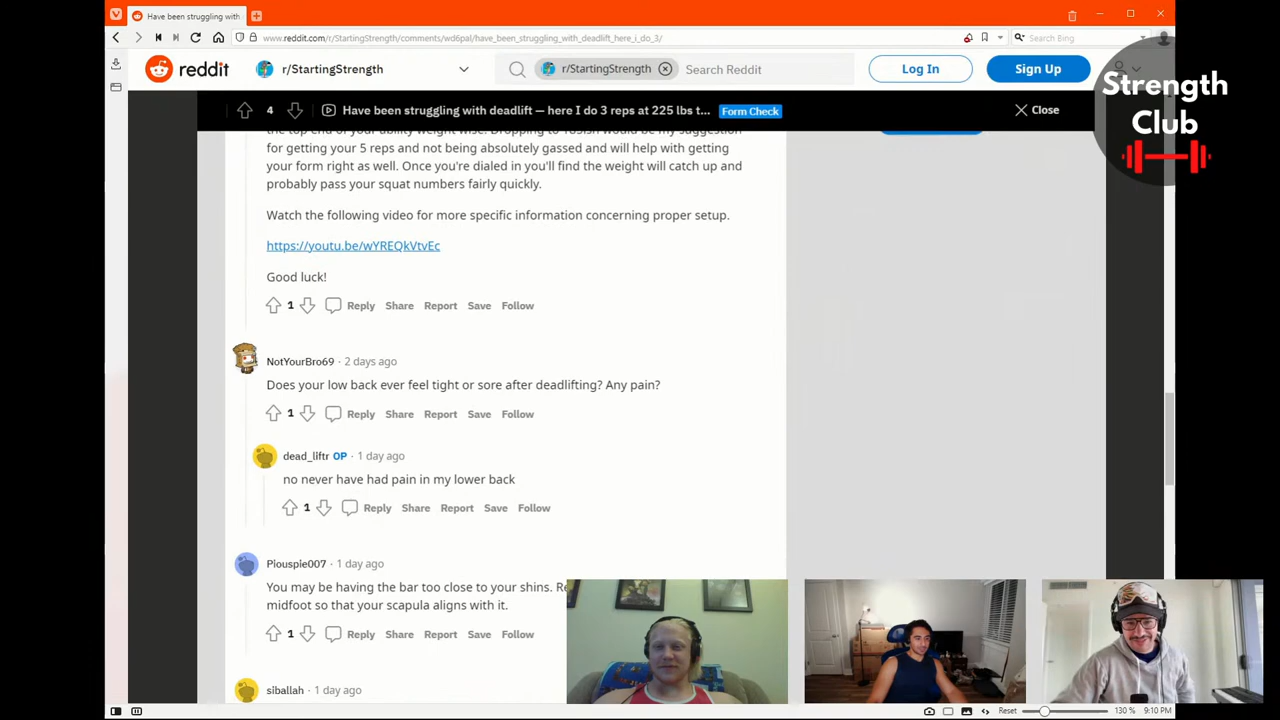 Have been struggling with
www.reddit.com/r/StartingStrength/comments/wd6pal/have_been_struggling_with_deadlift_here_i_do_3/
Search Bing
reddit
r/StartingStrength
r/StartingStrength
Search Reddit
Log In
Sign Up
Strength
Club
4
Have been struggling with deadlift — here I do 3 reps at 225 lbs t...
Form Check
Close
for getting your 5 reps and not being absolutely gassed and will help with getting
your form right as well. Once you're dialed in you'll find the weight will catch up and
probably pass your squat numbers fairly quickly.
Watch the following video for more specific information concerning proper setup.
https://youtu.be/wYREQkVtvEc
Good luck!
1 Reply Share Report Save Follow
NotYourBro69 · 2 days ago
Does your low back ever feel tight or sore after deadlifting? Any pain?
1 Reply Share Report Save Follow
dead_liftr OP · 1 day ago
no never have had pain in my lower back
1 Reply Share Report Save Follow
Piouspie007 · 1 day ago
You may be having the bar too close to your shins.
midfoot so that your scapula aligns with it.
1 Reply Share Report Save Follow
siballah · 1 day ago
Reset
130 %
9:10 PM